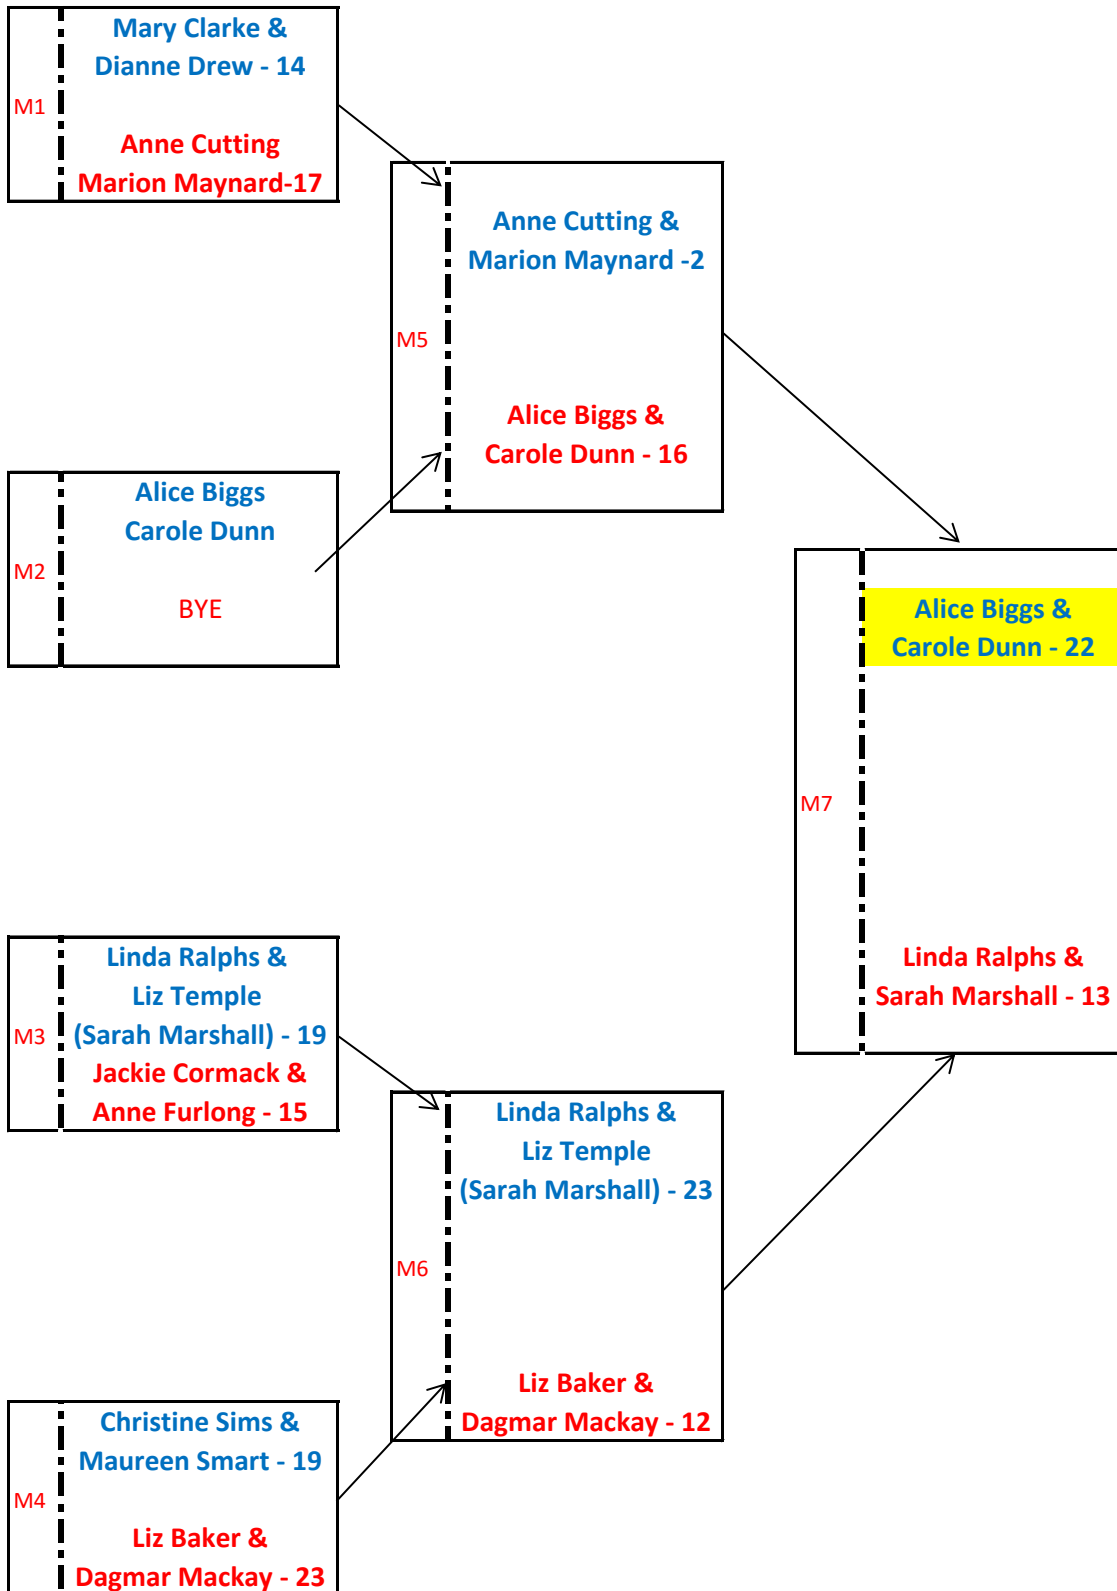 M1
Mary Clarke &
Dianne Drew - 14
Anne Cutting
Marion Maynard-17
M5
Anne Cutting &
Marion Maynard -2
Alice Biggs &
Carole Dunn - 16
M2
Alice Biggs
Carole Dunn
BYE
M7
Alice Biggs &
Carole Dunn - 22
Linda Ralphs &
Sarah Marshall - 13
M3
Linda Ralphs &
Liz Temple
(Sarah Marshall) - 19
Jackie Cormack &
Anne Furlong - 15
M6
Linda Ralphs &
Liz Temple
(Sarah Marshall) - 23
Liz Baker &
Dagmar Mackay - 12
M4
Christine Sims &
Maureen Smart - 19
Liz Baker &
Dagmar Mackay - 23